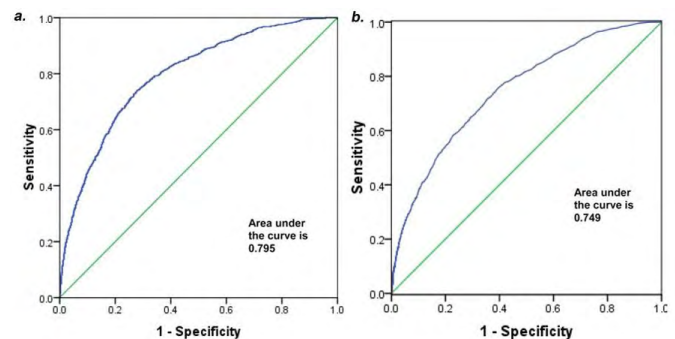 a.
1.0
0.8
0.6
0.4
0.2
0.0
Sensitivity
Area under
the curve is
0.795
0.0 0.2 0.4 0.6 0.8 1.0
1 - Specificity
b.
1.0
0.8
0.6
0.4
0.2
0.0
Sensitivity
Area under
the curve is
0.749
0.0 0.2 0.4 0.6 0.8 1.0
1 - Specificity